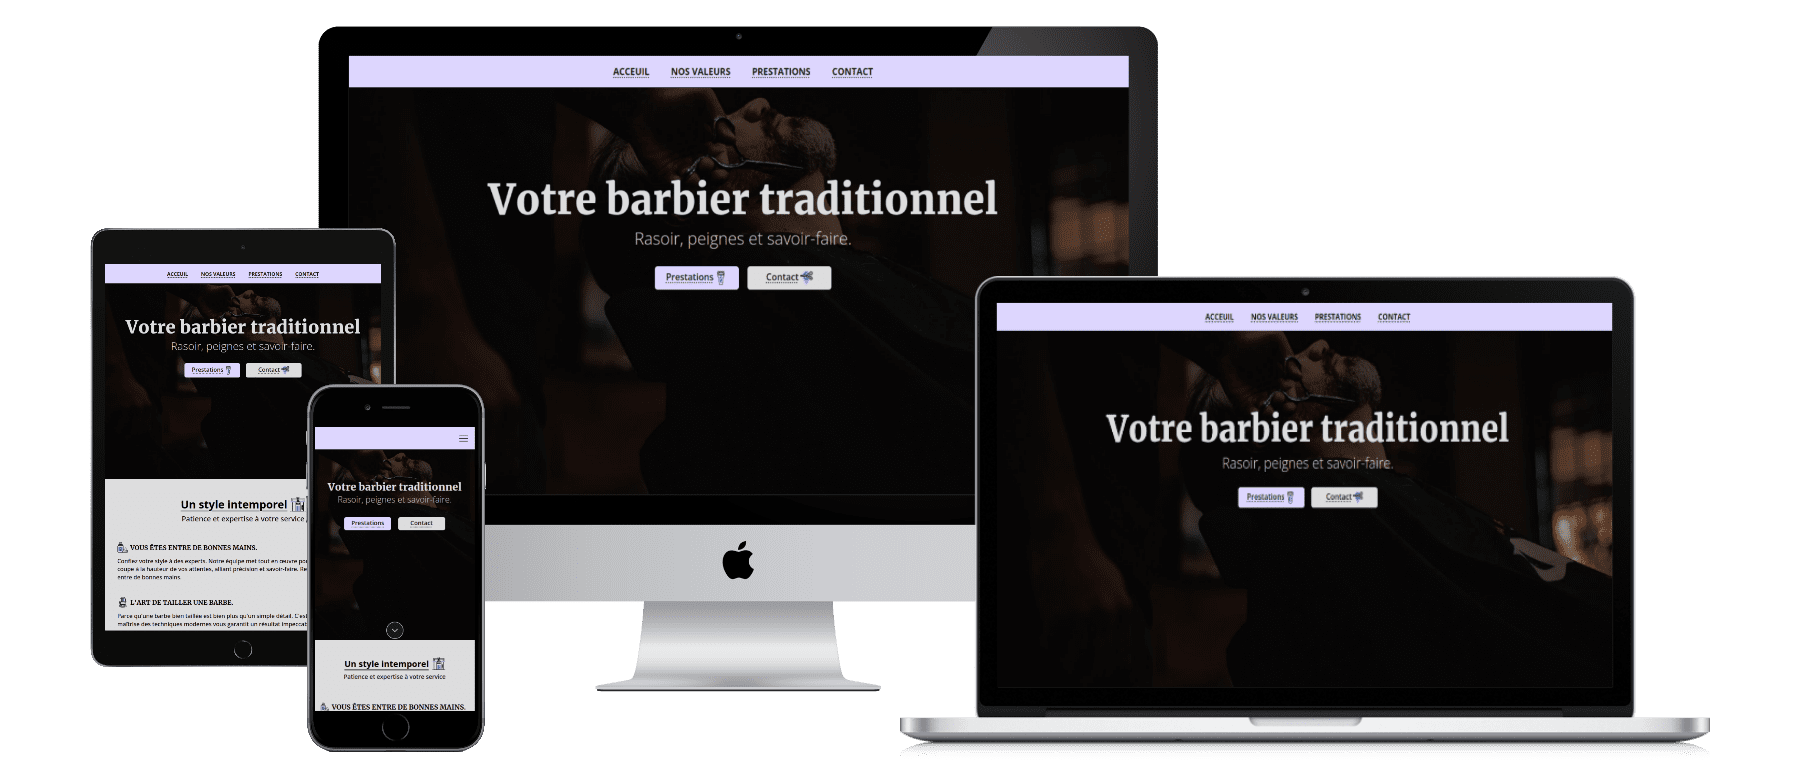 ACCEUIL NOS VALEURS PRESTATIONS CONTACT
Votre barbier traditionnel
Rasoir, peignes et savoir-faire.
Prestations Contact
ACCEUIL NOS VALEURS PRESTATIONS CONTACT
Votre barbier traditionnel
Rasoir, peignes et savoir-faire.
Prestations Contact
Un style intemporel
Patience et expertise à votre service
VOUS ÊTES ENTRE DE BONNES MAINS.
Confiez votre style à des experts. Notre équipe met tout en œuvre
coupe à la hauteur de vos attentes, alliant précision et savoir-faire.
entre de bonnes mains.
L'ART DE TAILLER UNE BARBE.
Parce qu'une barbe bien taillée est bien plus qu'un simple détail.
maîtrise des techniques modernes vous garantit un résultat
Votre barbier traditionnel
Rasoir, peignes et savoir-faire.
Prestations Contact
Un style intemporel
Patience et expertise à votre service
VOUS ÊTES ENTRE DE BONNES MAINS.
ACCEUIL NOS VALEURS PRESTATIONS CONTACT
Votre barbier traditionnel
Rasoir, peignes et savoir-faire.
Prestations Contact